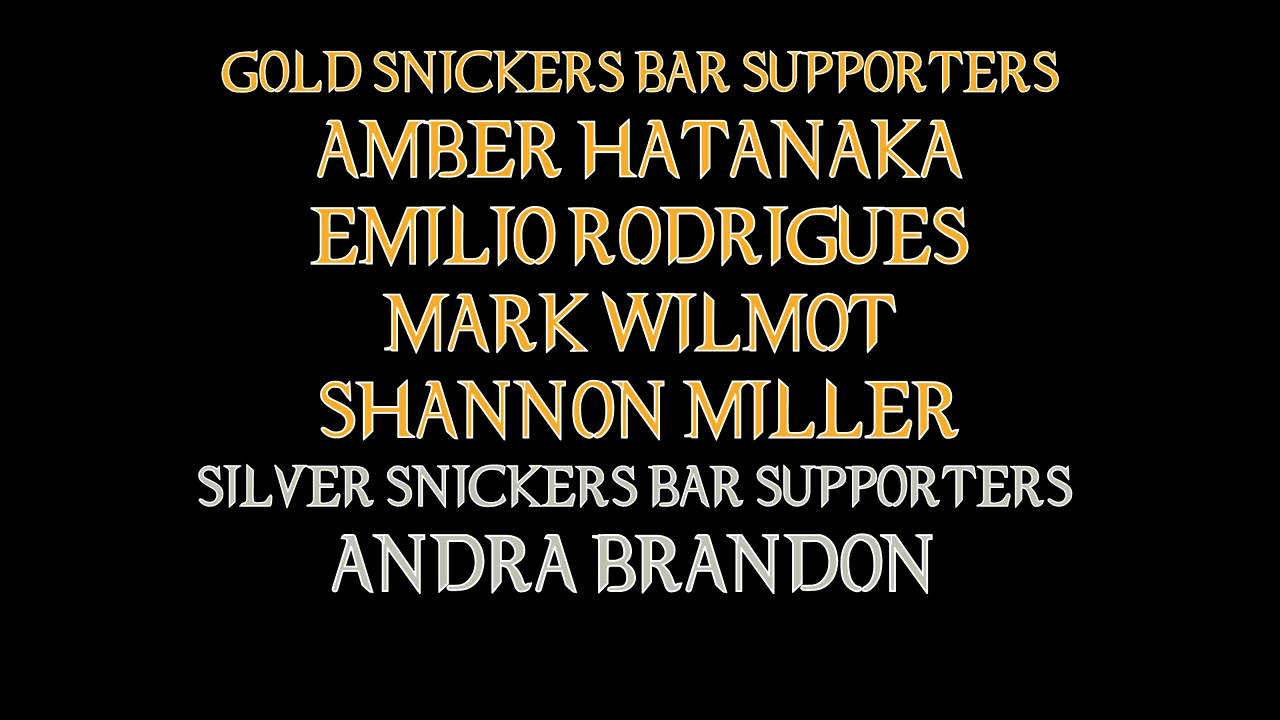 GOLD SNICKERS BAR SUPPORTERS
AMBER HATANAKA
EMILIO RODRIGUES
MARK WILMOT
SHANNON MILLER
SILVER SNICKERS BAR SUPPORTERS
ANDRA BRANDON